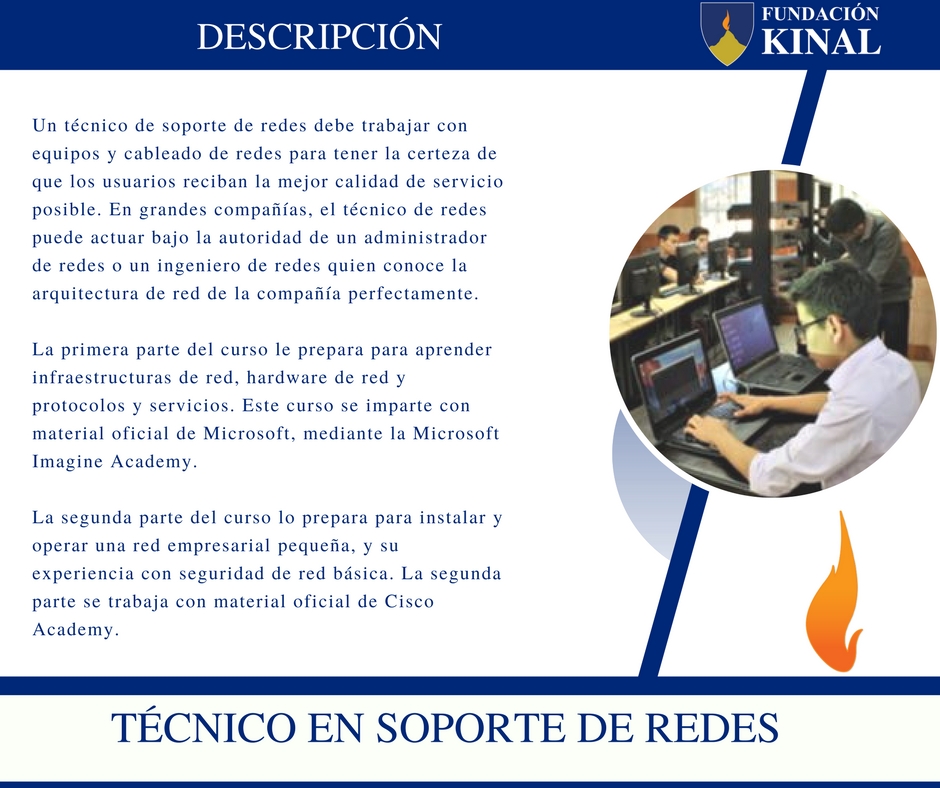 DESCRIPCIÓN
FUNDACIÓN
KINAL
Un técnico de soporte de redes debe trabajar con
equipos y cableado de redes para tener la certeza de
que los usuarios reciban la mejor calidad de servicio
posible. En grandes compañías, el técnico de redes
puede actuar bajo la autoridad de un administrador
de redes o un ingeniero de redes quien conoce la
arquitectura de red de la compañía perfectamente.
La primera parte del curso le prepara para aprender
infraestructuras de red, hardware de red y
protocolos y servicios. Este curso se imparte con
material oficial de Microsoft, mediante la Microsoft
Imagine Academy.
La segunda parte del curso lo prepara para instalar y
operar una red empresarial pequeña, y su
experiencia con seguridad de red básica. La segunda
parte se trabaja con material oficial de Cisco
Academy.
TÉCNICO EN SOPORTE DE REDES